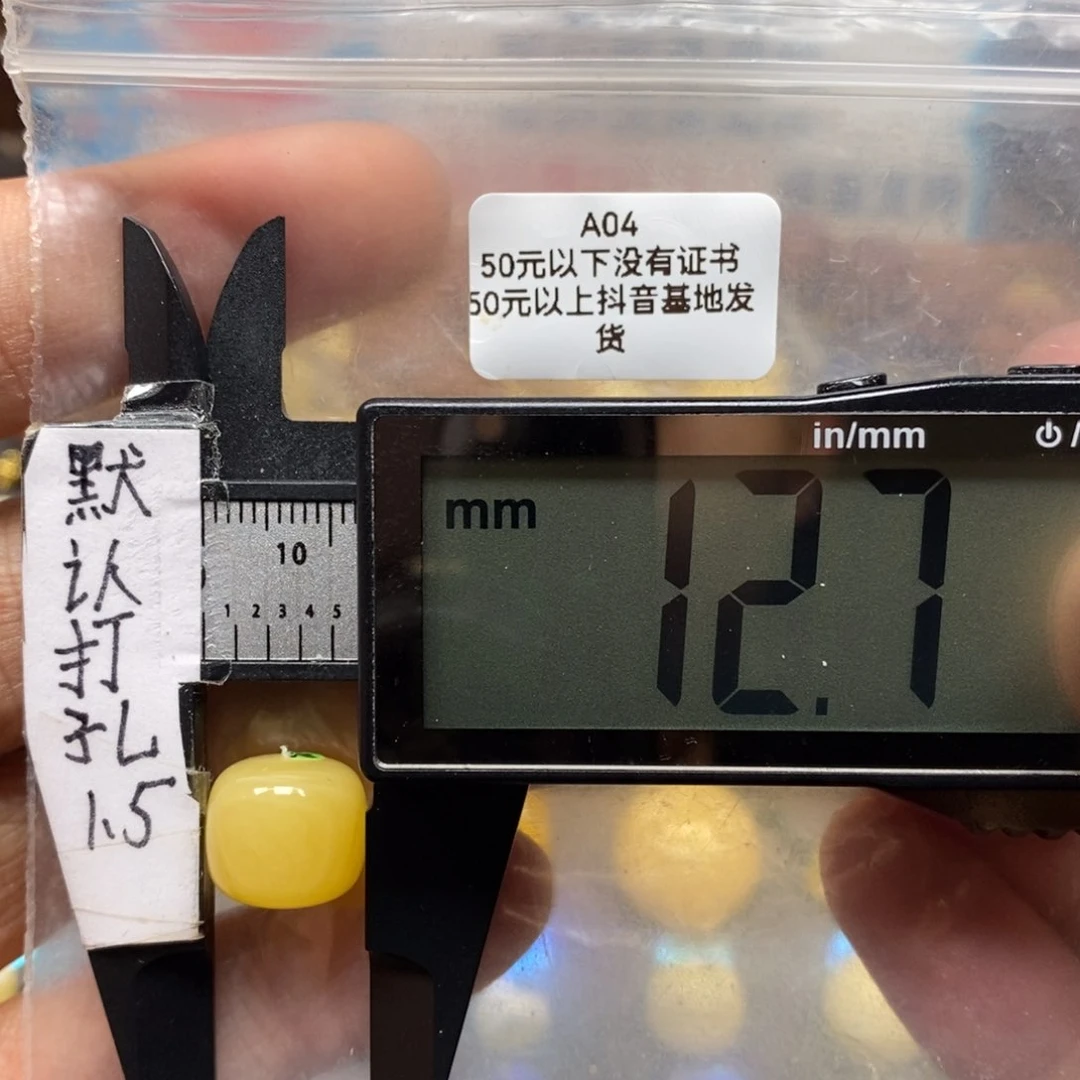 A04
50元以下没有证书
50元以上抖音基地发
货
in/mm
mm
12.7
10
1 2 3 4 5
默
认
打
孔
1.5